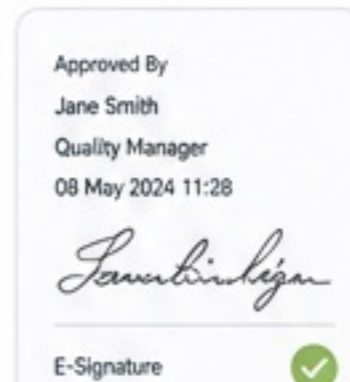 Approved By
Jane Smith
Quality Manager
08 May 2024 11:28
E-Signature